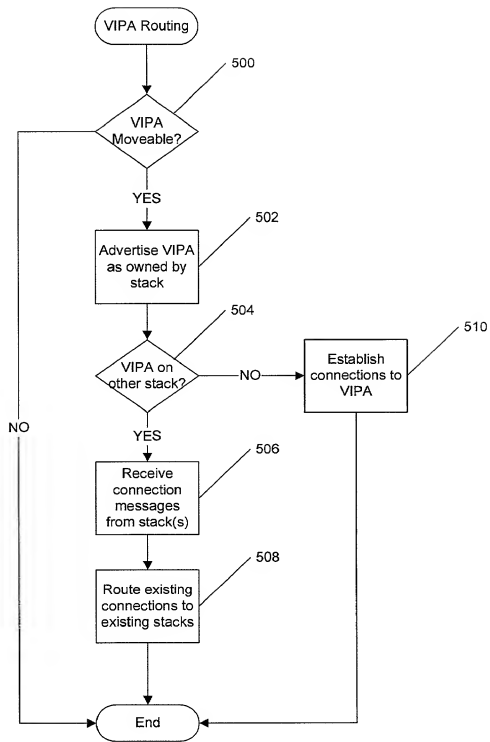 VIPA Routing
500
VIPA
Moveable?
YES
502
Advertise VIPA
as owned by
stack
504
VIPA on
other stack?
NO
510
Establish
connections to
VIPA
NO
YES
506
Receive
connection
messages
from stack(s)
508
Route existing
connections to
existing stacks
End